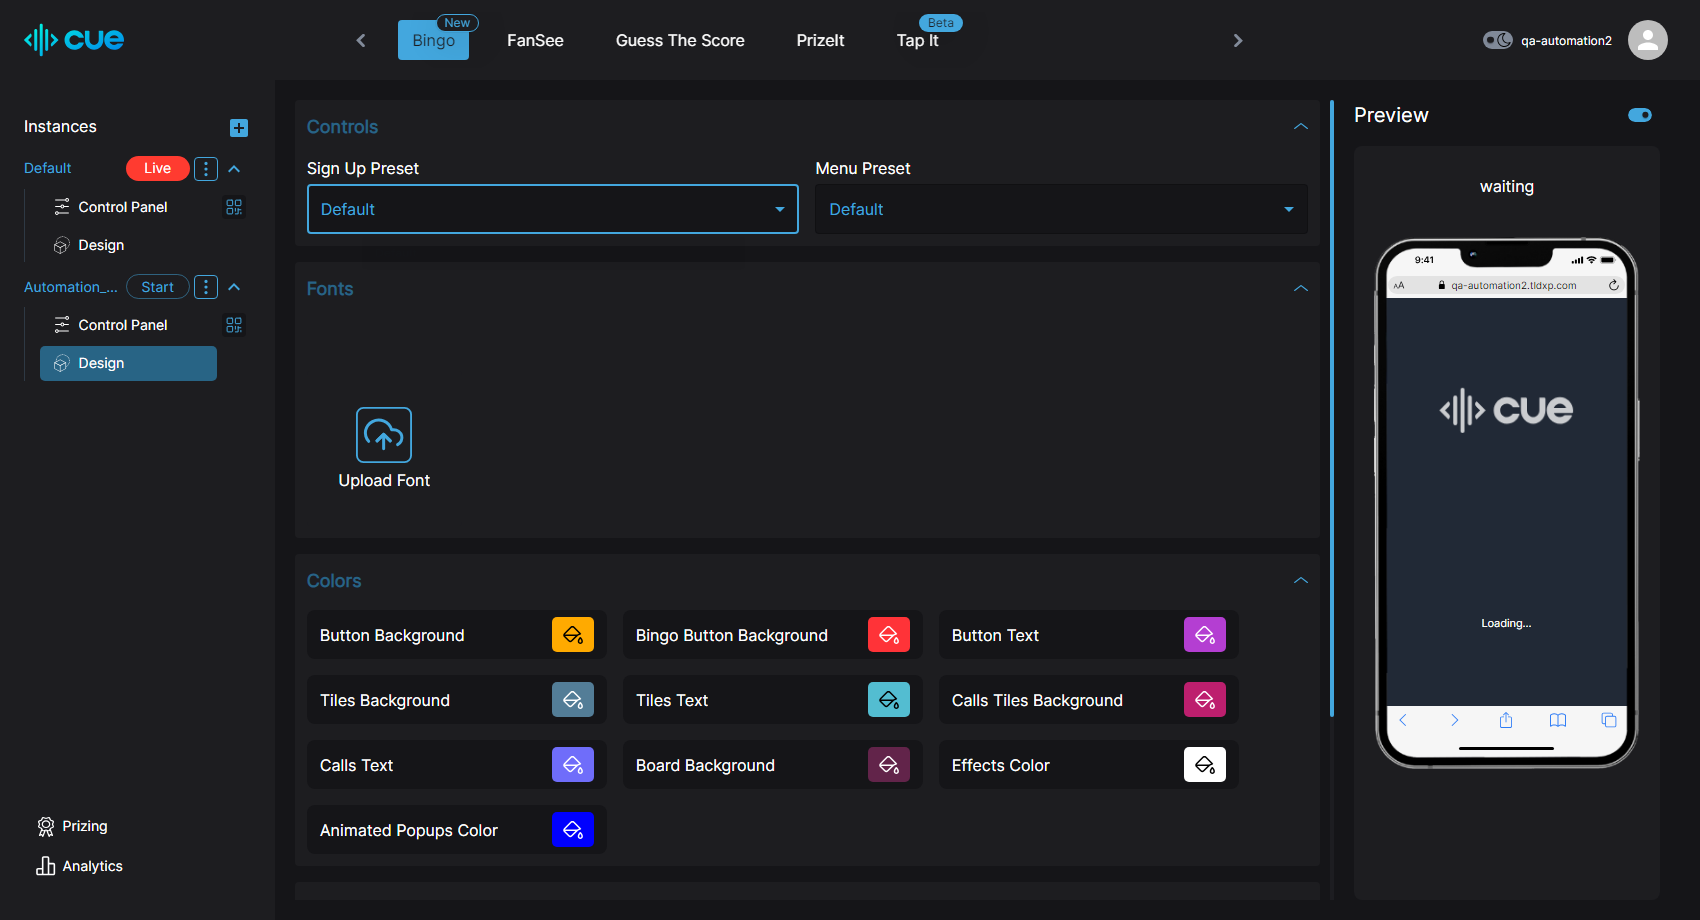 cue
New
Bingo
FanSee
Guess The Score
PrizeIt
Beta
Tap It
qa-automation2
Instances
Default
Live
Control Panel
Design
Automation_...
Start
Control Panel
Design
Prizing
Analytics
Controls
Sign Up Preset
Menu Preset
Default
Default
Fonts
Upload Font
Colors
Button Background
Bingo Button Background
Button Text
Tiles Background
Tiles Text
Calls Tiles Background
Calls Text
Board Background
Effects Color
Animated Popups Color
Preview
waiting
9:41
AA
qa-automation2.tldxp.com
cue
Loading...